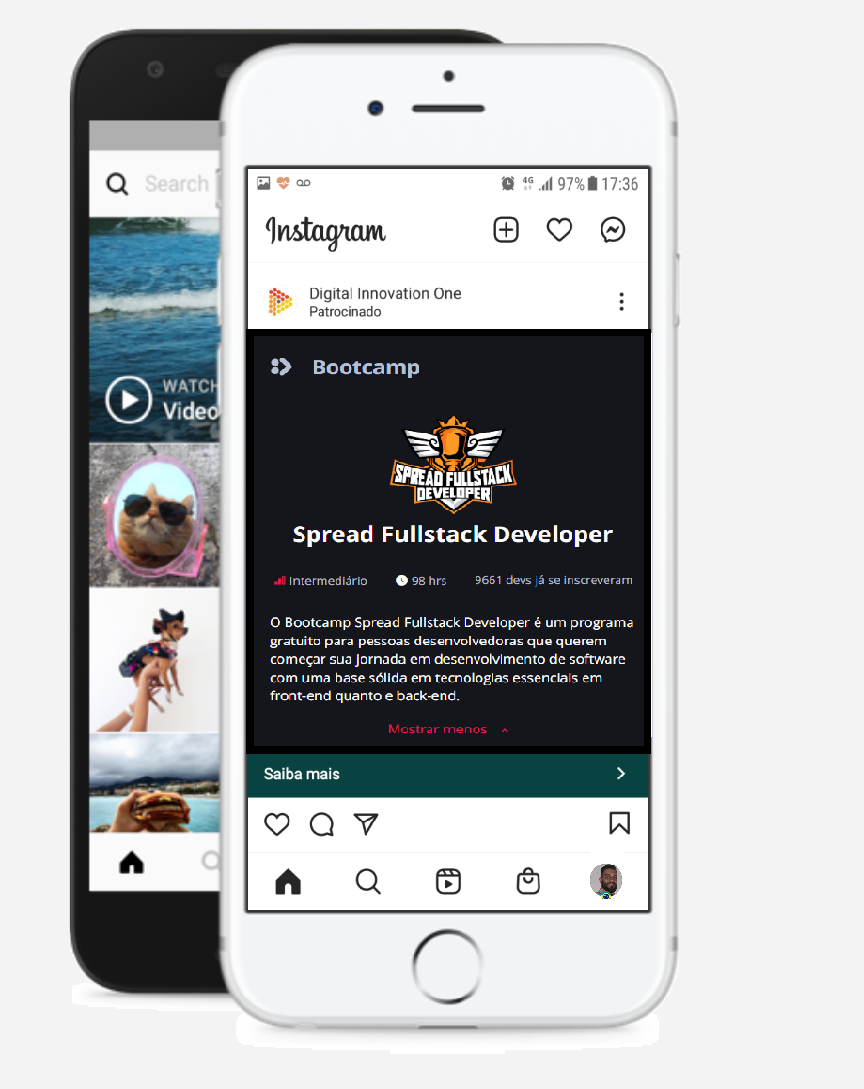 Search
WATCH
Video
4G
97%
17:36
Instagram
Digital Innovation One
Patrocinado
Bootcamp
SPREAD FULLSTACK
DEVELOPER
Spread Fullstack Developer
Intermediário
98 hrs
9661 devs já se inscreveram
O Bootcamp Spread Fullstack Developer é um programa
gratuito para pessoas desenvolvedoras que querem
começar sua jornada em desenvolvimento de software
com uma base sólida em tecnologias essenciais em
front-end quanto e back-end.
Mostrar menos
Saiba mais